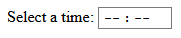 Select a time: -- : --